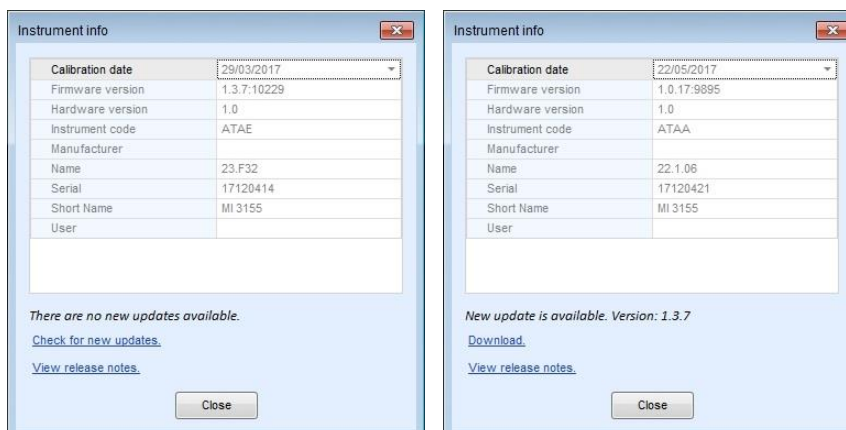 Instrument info
Calibration date 29/03/2017
Firmware version 1.3.7:10229
Hardware version 1.0
Instrument code ATAE
Manufacturer
Name 23.F32
Serial 17120414
Short Name MI 3155
User
There are no new updates available.
Check for new updates.
View release notes.
Close
Instrument info
Calibration date 22/05/2017
Firmware version 1.0.17:9895
Hardware version 1.0
Instrument code ATAA
Manufacturer
Name 22.1.06
Serial 17120421
Short Name MI 3155
User
New update is available. Version: 1.3.7
Download.
View release notes.
Close